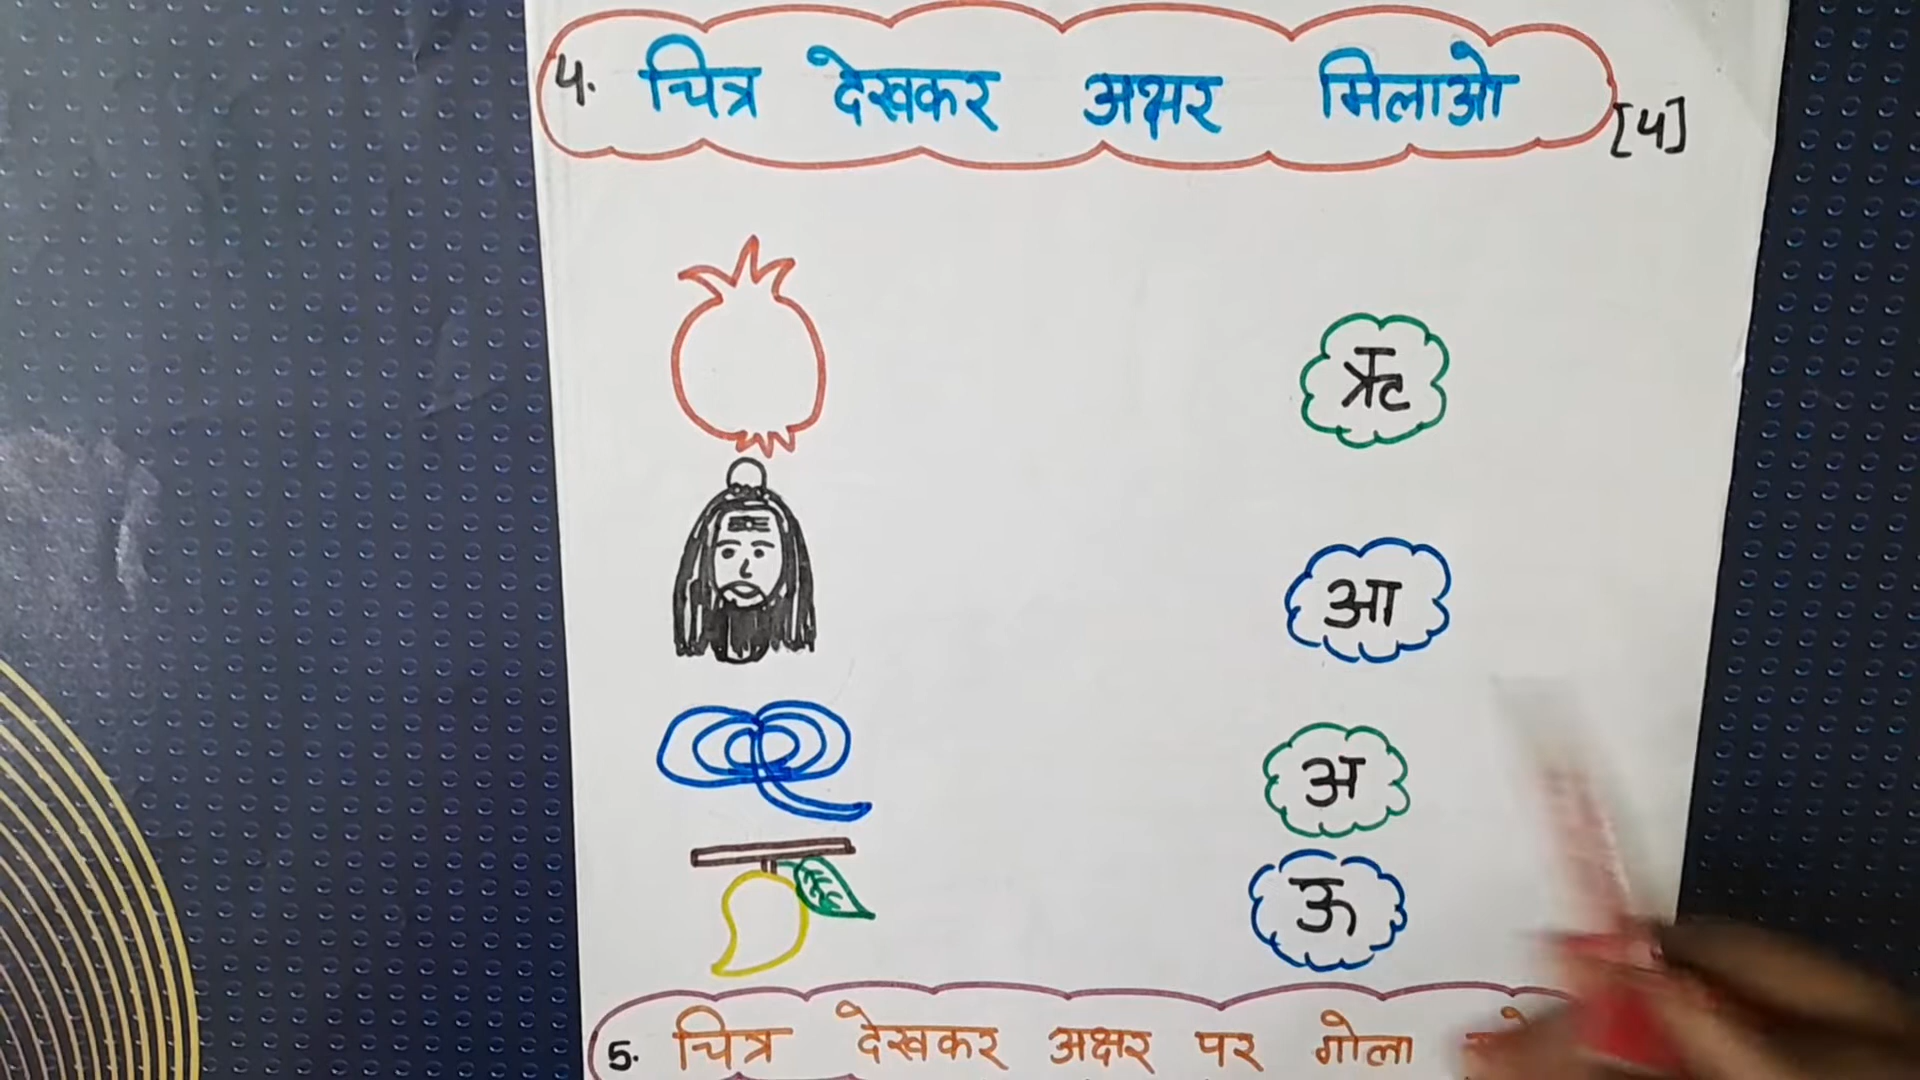 4. चित्र देखकर अक्षर मिलाओ [4]
ऋ
आ
अ
ऊ
5. चित्र देखकर अक्षर पर गोला